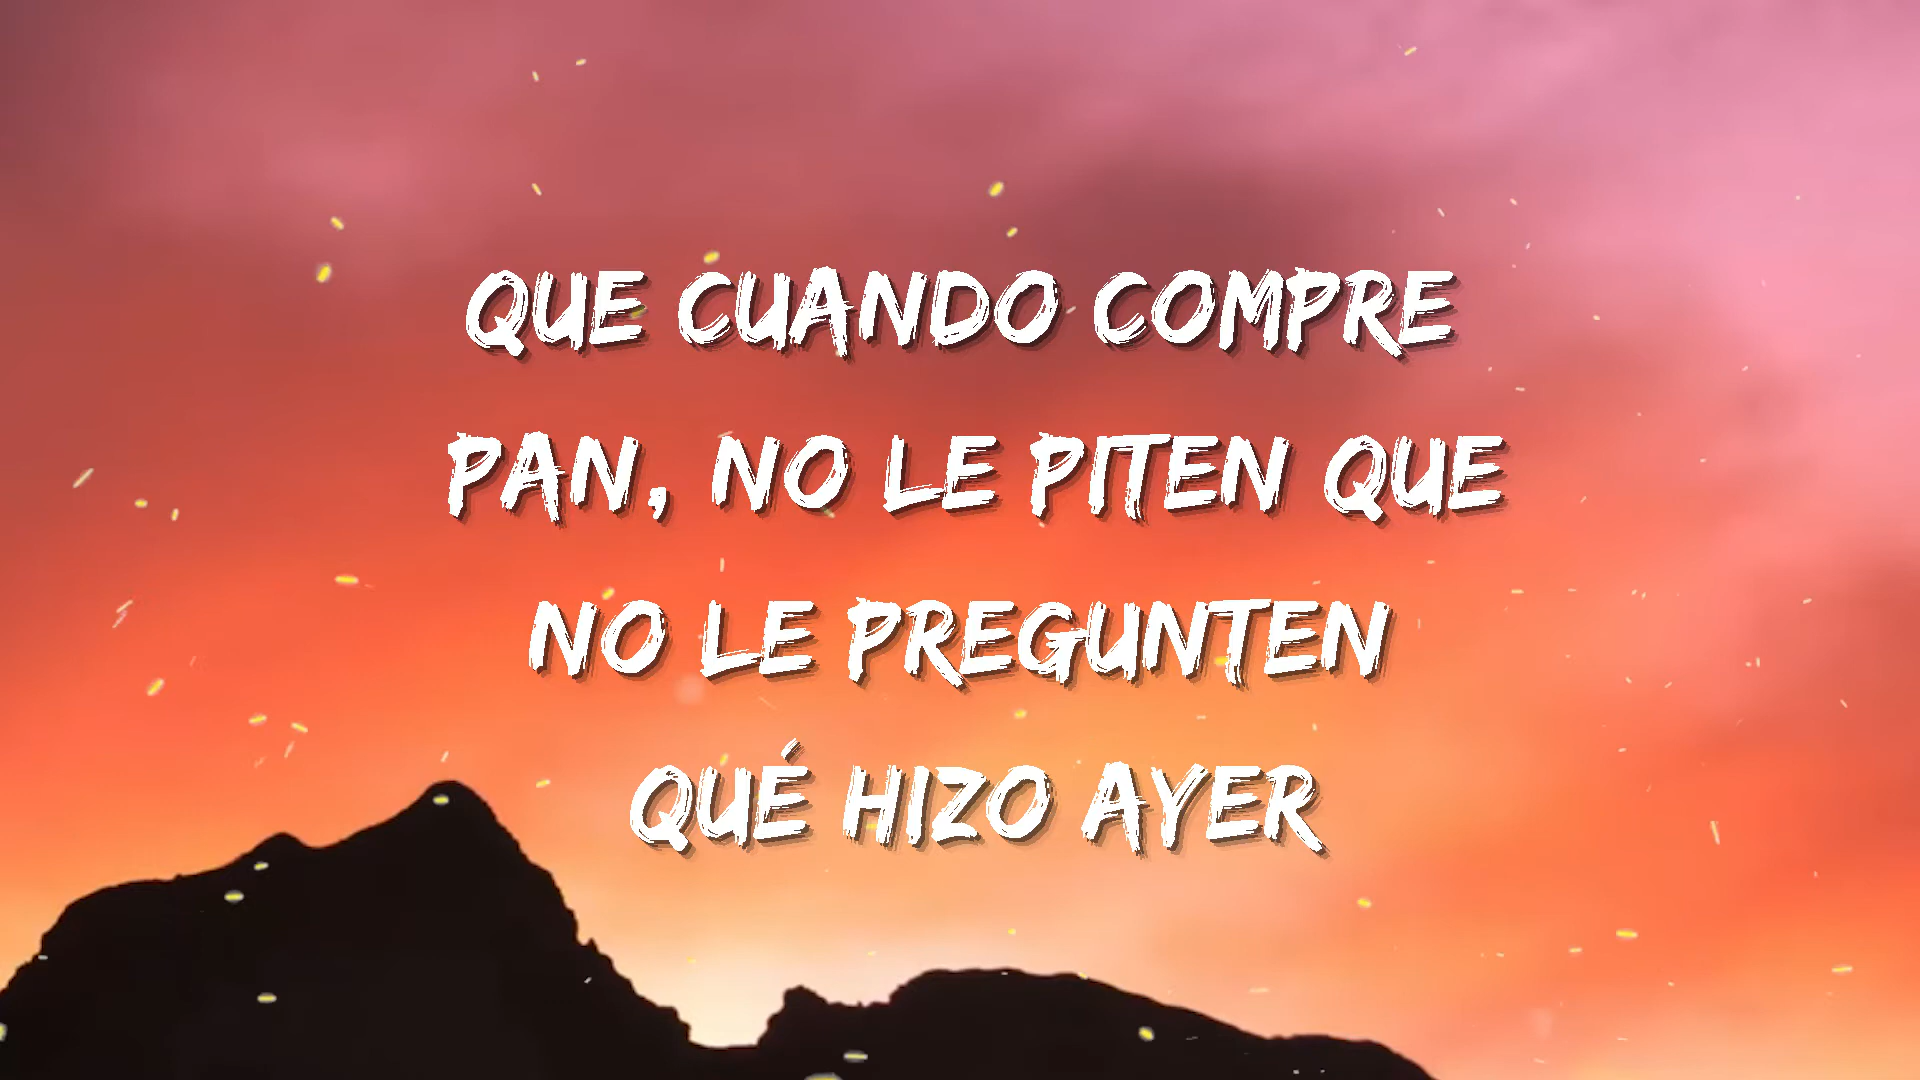 QUE CUANDO COMPRE
PAN, NO LE PITEN QUE
NO LE PREGUNTEN
QUÉ HIZO AYER